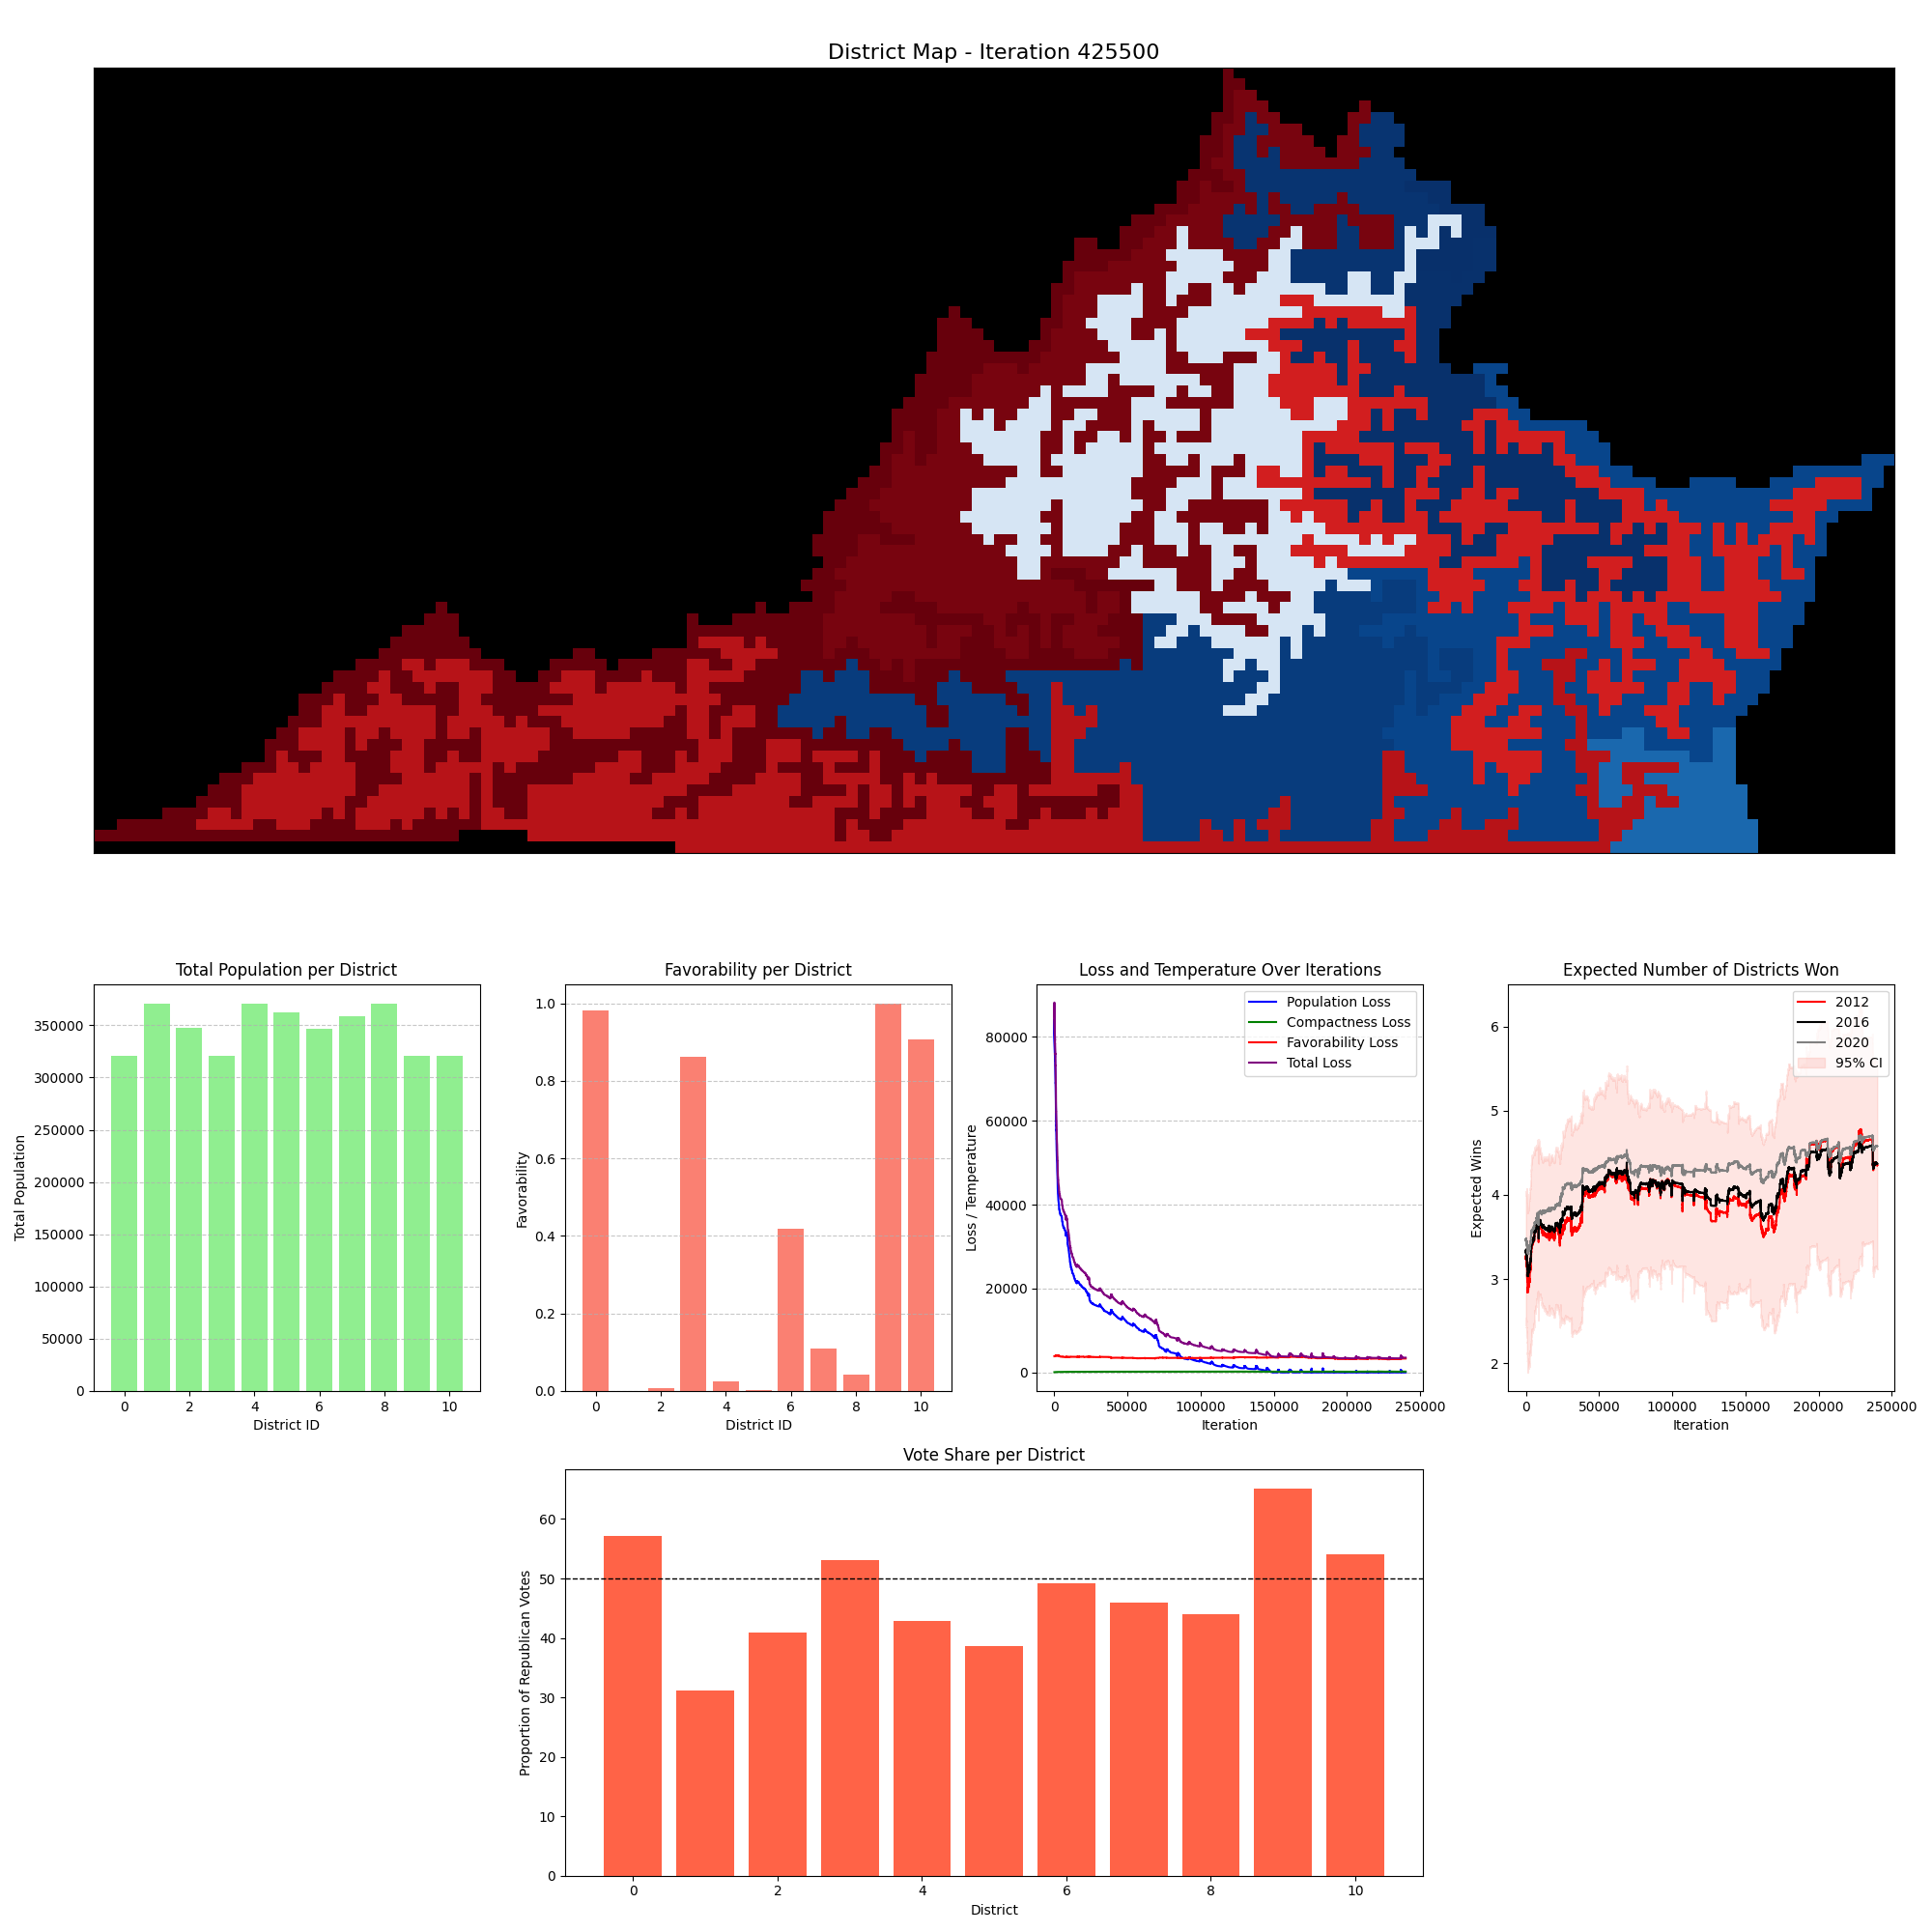 District Map - Iteration 425500
Total Population per District
Total Population
350000
300000
250000
200000
150000
100000
50000
0
0 2 4 6 8 10
District ID
Favorability per District
Favorability
1.0
0.8
0.6
0.4
0.2
0.0
0 2 4 6 8 10
District ID
Loss and Temperature Over Iterations
Loss / Temperature
80000
60000
40000
20000
0
Population Loss
Compactness Loss
Favorability Loss
Total Loss
0 50000 100000 150000 200000 250000
Iteration
Expected Number of Districts Won
Expected Wins
6
5
4
3
2
2012
2016
2020
95% CI
0 50000 100000 150000 200000 250000
Iteration
Vote Share per District
Proportion of Republican Votes
60
50
40
30
20
10
0
0 2 4 6 8 10
District